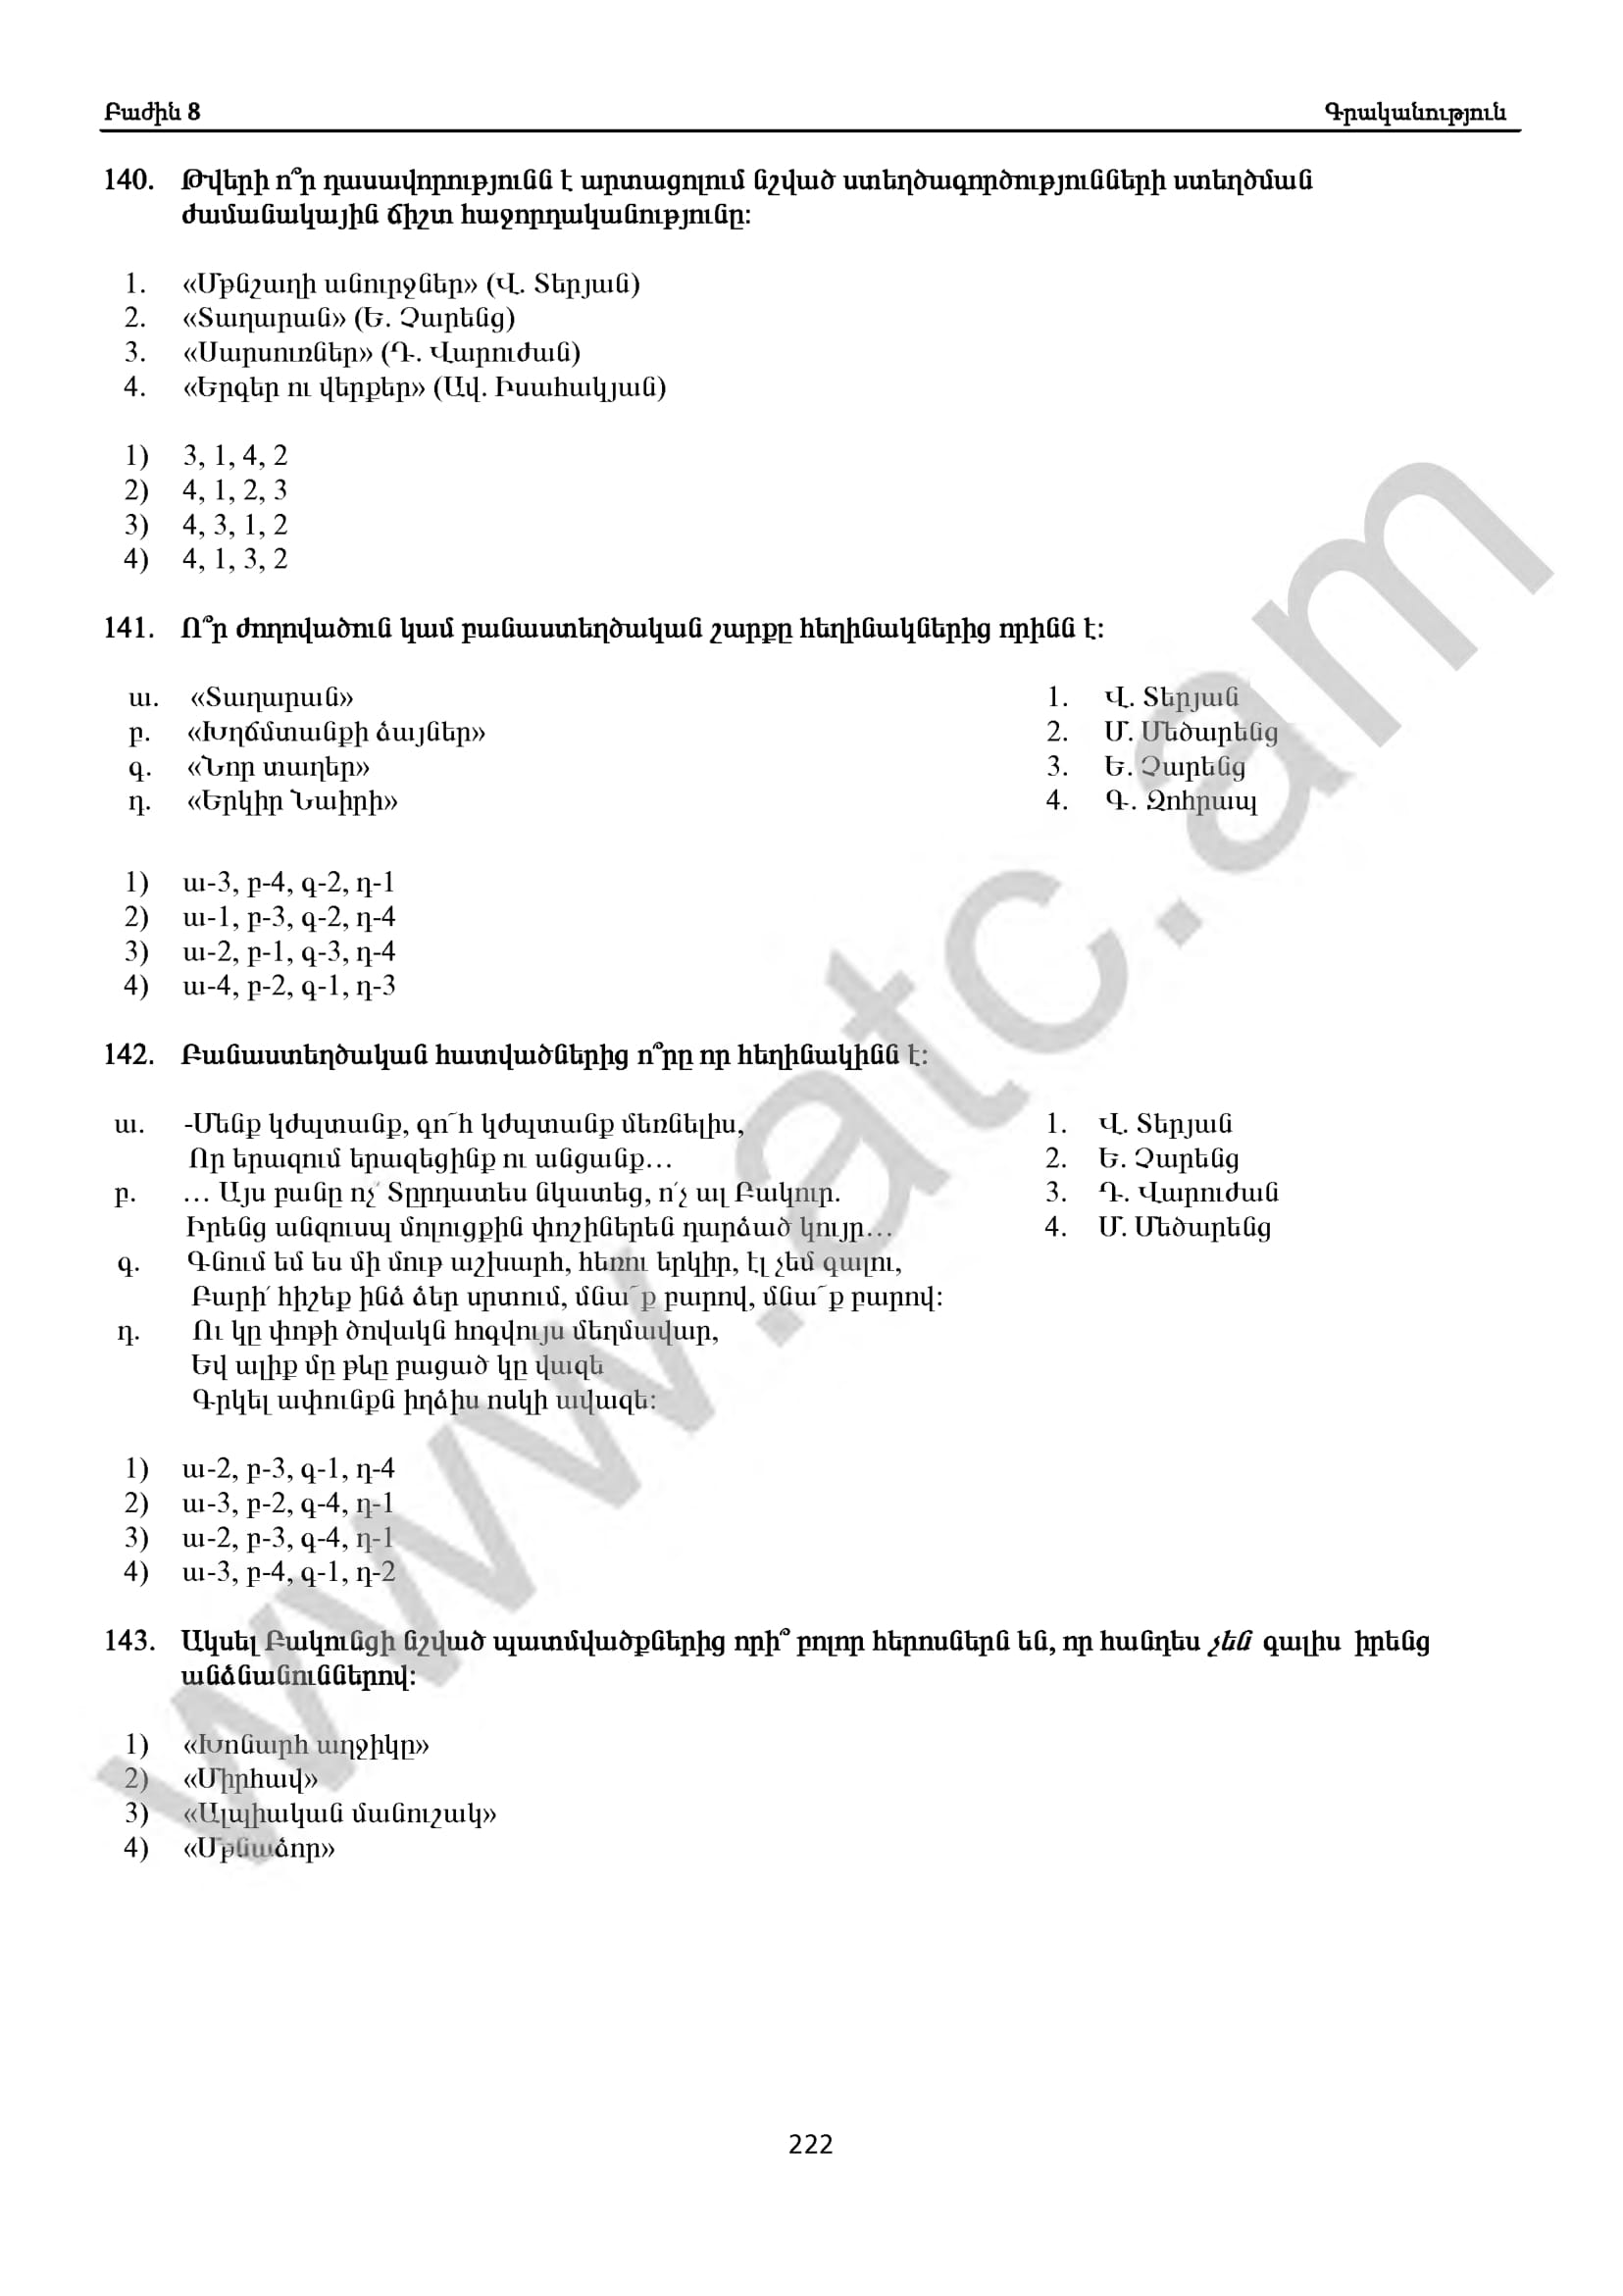 Բաժին 8 Գրականություն
140. Թվերի ո՞ր դասավորությունն է արտացոլում նշված ստեղծագործությունների ստեղծման
ժամանակային ճիշտ հաջորդականությունը:
1. «Մթնշաղի անուրջներ» (Վ. Տերյան)
2. «Տաղարան» (Ե. Չարենց)
3. «Սարսուռներ» (Դ. Վարուժան)
4. «Երգեր ու վերքեր» (Ավ. Իսահակյան)
1) 3, 1, 4, 2
2) 4, 1, 2, 3
3) 4, 3, 1, 2
4) 4, 1, 3, 2
141. Ո՞ր ժողովածուն կամ բանաստեղծական շարքը հեղինակներից որինն է:
ա. «Տաղարան» 1. Վ. Տերյան
բ. «Խղճմտանքի ձայներ» 2. Մ. Մեծարենց
գ. «Նոր տաղեր» 3. Ե. Չարենց
դ. «Երկիր Նաիրի» 4. Գ. Զոհրապ
1) ա-3, բ-4, գ-2, դ-1
2) ա-1, բ-3, գ-2, դ-4
3) ա-2, բ-1, գ-3, դ-4
4) ա-4, բ-2, գ-1, դ-3
142. Բանաստեղծական հատվածներից ո՞րը որ հեղինակինն է:
ա. -Մենք կժպտանք, գո՜հ կժպտանք մեռնելիս, 1. Վ. Տերյան
Որ երազում երազեցինք ու անցանք… 2. Ե. Չարենց
բ. … Այս բանը ոչ՛ Տըրդատես նկատեց, ո՛չ ալ Բակուր. 3. Դ. Վարուժան
Իրենց անզուսպ մոլուցքին փոշիներեն դարձած կույր… 4. Մ. Մեծարենց
գ. Գնում եմ ես մի մութ աշխարհ, հեռու երկիր, էլ չեմ գալու,
Բարի՛ հիշեք ինձ ձեր սրտում, մնա՜ք բարով, մնա՜ք բարով:
դ. Ու կը փոթի ծովակն հոգվույս մեղմավար,
Եվ ալիք մը թևը բացած կը վազե
Գրկել ափունքն իղձիս ոսկի ավազե:
1) ա-2, բ-3, գ-1, դ-4
2) ա-3, բ-2, գ-4, դ-1
3) ա-2, բ-3, գ-4, դ-1
4) ա-3, բ-4, գ-1, դ-2
143. Ակսել Բակունցի նշված պատմվածքներից որի՞ բոլոր հերոսներն են, որ հանդես չեն գալիս իրենց
անձնանուններով:
1) «Խոնարհ աղջիկը»
2) «Միրհավ»
3) «Ալպիական մանուշակ»
4) «Մթնաձոր»
222
www.atc.am